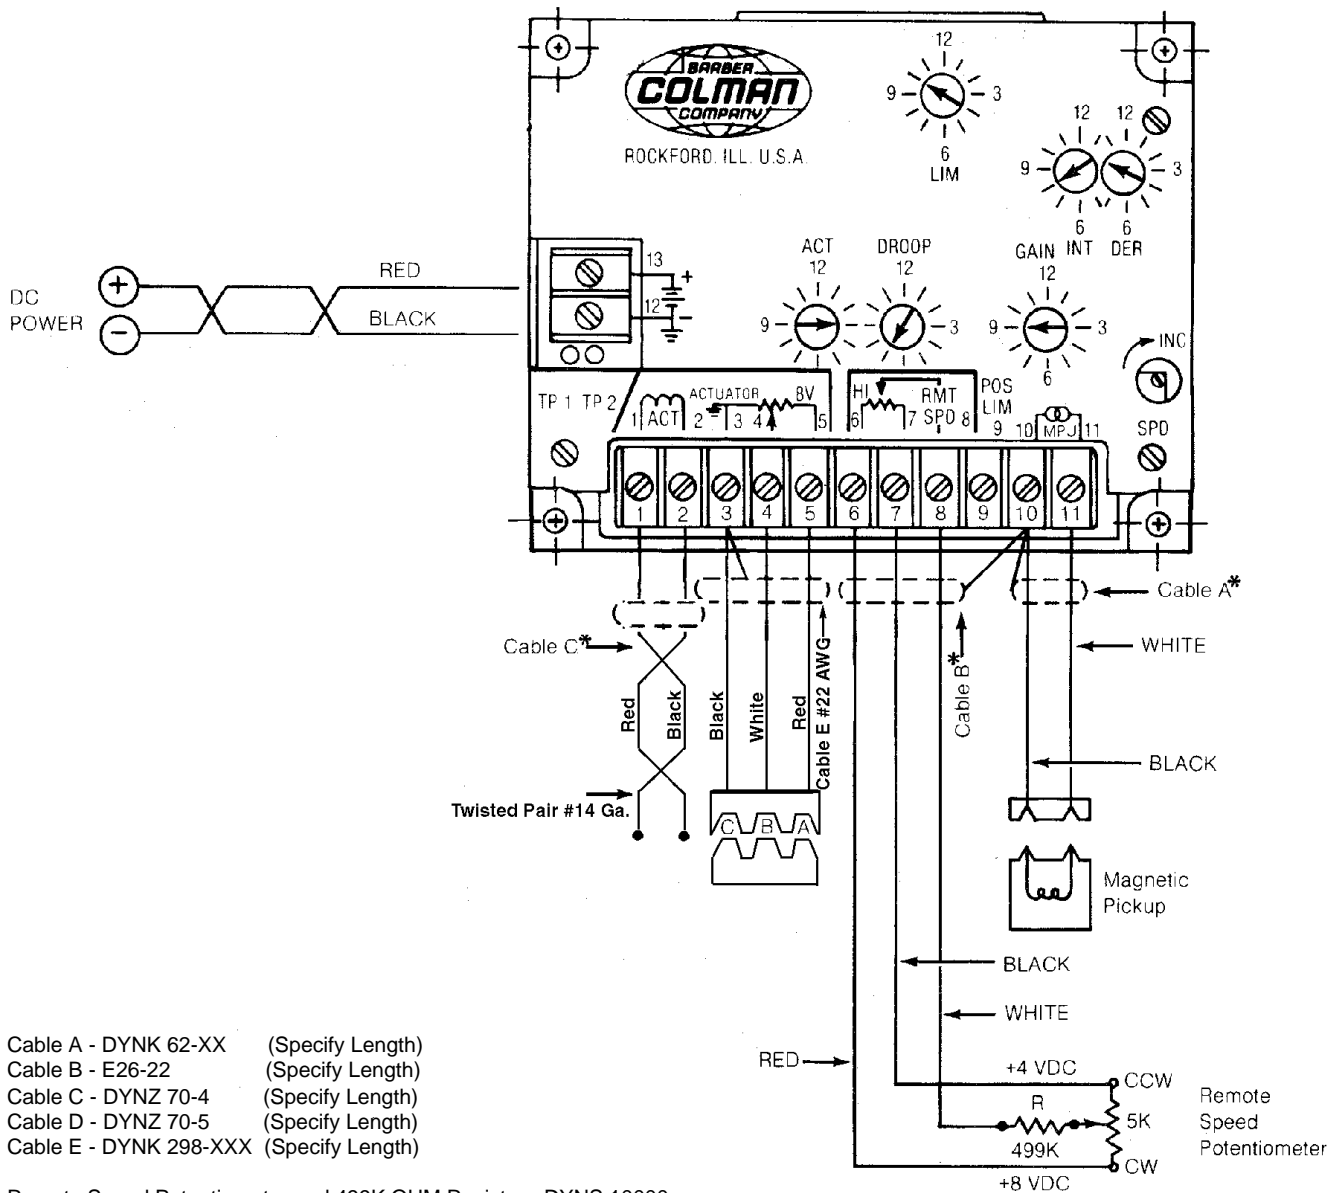 BARBER
COLMAN
COMPANY
ROCKFORD, ILL. U.S.A.
12
9 3
6
LIM
12 12
9 3
6 6
INT DER
ACT DROOP GAIN
12 12 12
9 3 9 3
6
INC
SPD
DC
POWER
+
−
RED
BLACK
13
+
12
−
TP 1 TP 2
1 ACT 2
ACTUATOR
3 4 8V 5
HI
6 7
RMT
SPD 8
POS
LIM
9
10 MPU 11
1 2 3 4 5 6 7 8 9 10 11
Cable A*
WHITE
Cable C*
Red
Black
Black
White
Red
Cable E #22 AWG
Cable B*
BLACK
Twisted Pair #14 Ga.
C B A
Magnetic
Pickup
BLACK
WHITE
RED
+4 VDC
CCW
R
5K
499K
CW
+8 VDC
Remote
Speed
Potentiometer
Cable A - DYNK 62-XX (Specify Length)
Cable B - E26-22 (Specify Length)
Cable C - DYNZ 70-4 (Specify Length)
Cable D - DYNZ 70-5 (Specify Length)
Cable E - DYNK 298-XXX (Specify Length)